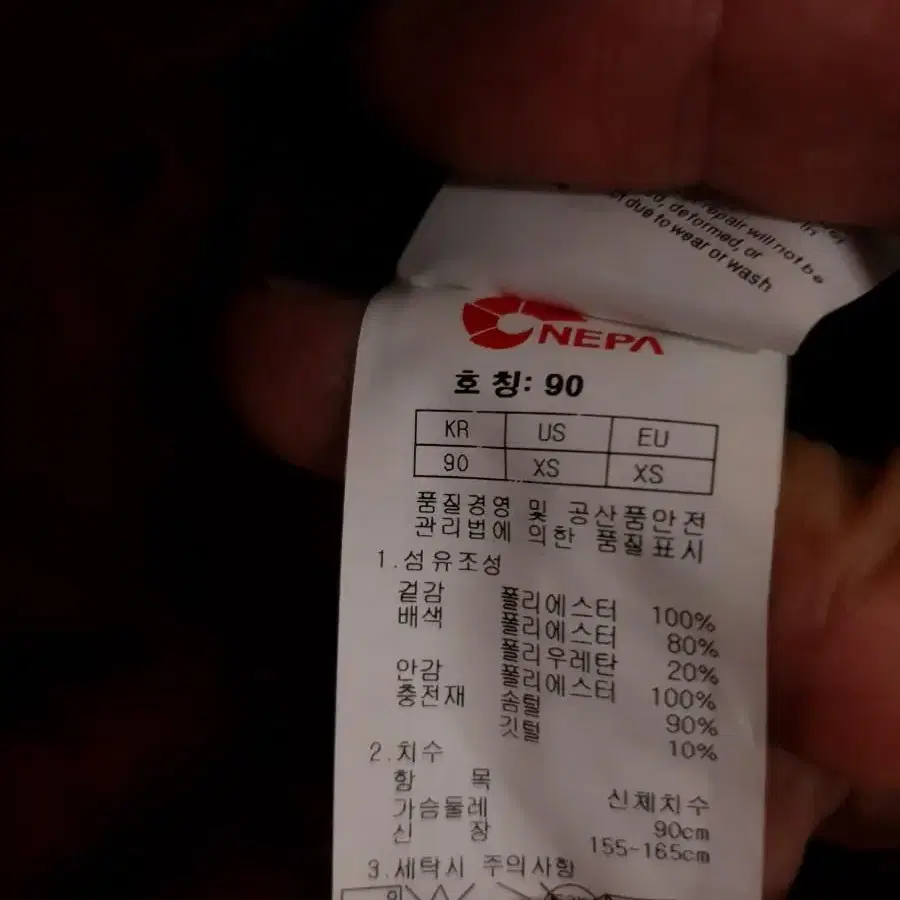 repair will not be
deformed, or
due to wear or wash
NEPA
호 칭: 90
KR US EU
90 XS XS
품질경영 및 공산품안전
관리법에 의한 품질표시
1.섬유조성
겉감 폴리에스터 100%
배색 폴리에스터 80%
폴리우레탄 20%
안감 폴리에스터 100%
충전재 솜털 90%
깃털 10%
2.치수
항 목 신체치수
가슴둘레 90cm
신 장 155-165cm
3.세탁시 주의사항